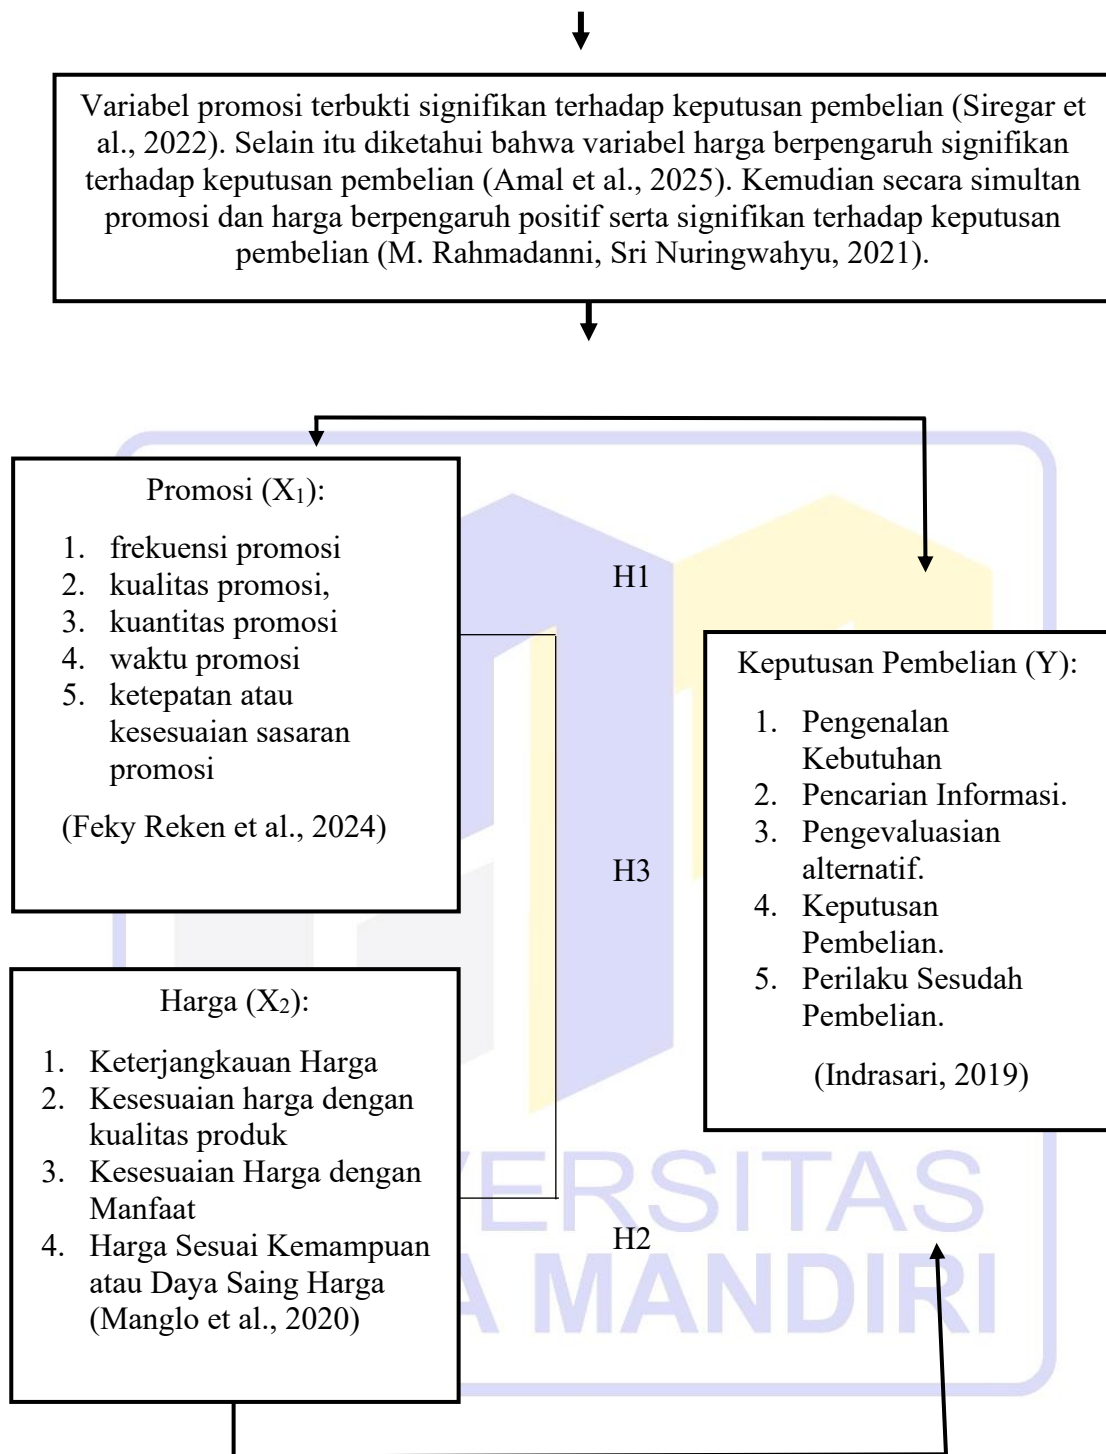 Variabel promosi terbukti signifikan terhadap keputusan pembelian (Siregar et
al., 2022). Selain itu diketahui bahwa variabel harga berpengaruh signifikan
terhadap keputusan pembelian (Amal et al., 2025). Kemudian secara simultan
promosi dan harga berpengaruh positif serta signifikan terhadap keputusan
pembelian (M. Rahmadanni, Sri Nuringwahyu, 2021).
Promosi (X₁):
1. frekuensi promosi
2. kualitas promosi,
3. kuantitas promosi
4. waktu promosi
5. ketepatan atau
kesesuaian sasaran
promosi
(Feky Reken et al., 2024)
H1
H3
Keputusan Pembelian (Y):
1. Pengenalan
Kebutuhan
2. Pencarian Informasi.
3. Pengevaluasian
alternatif.
4. Keputusan
Pembelian.
5. Perilaku Sesudah
Pembelian.
(Indrasari, 2019)
Harga (X₂):
1. Keterjangkauan Harga
2. Kesesuaian harga dengan
kualitas produk
3. Kesesuaian Harga dengan
Manfaat
4. Harga Sesuai Kemampuan
atau Daya Saing Harga
(Manglo et al., 2020)
H2
VERSITAS
A MANDIRI